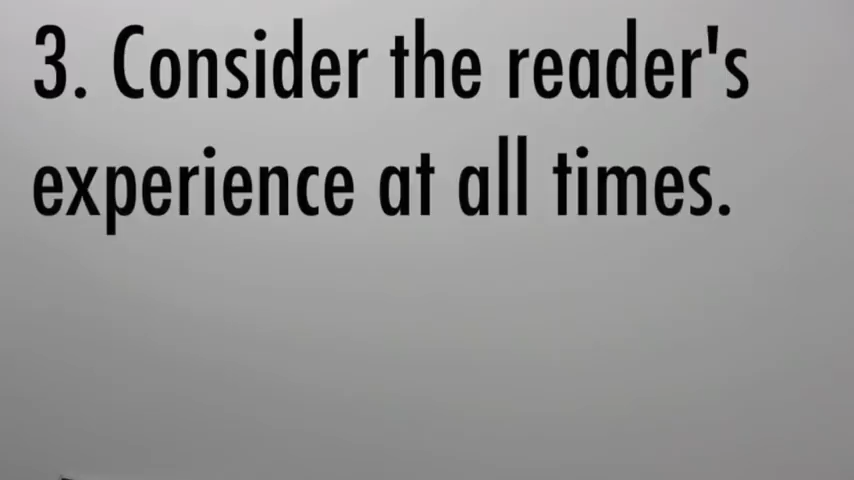 3. Consider the reader's
experience at all times.